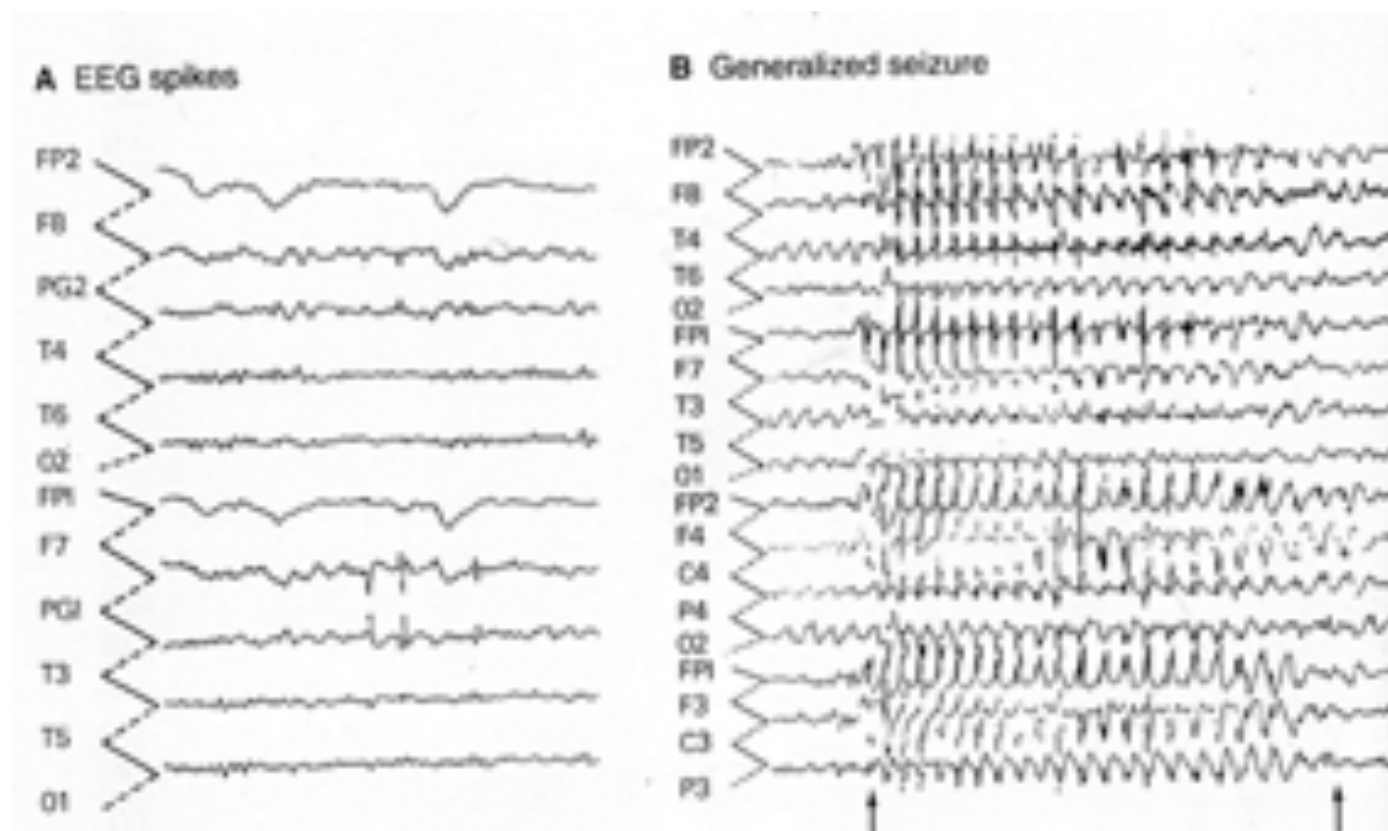 A EEG spikes
FP2
F8
PG2
T4
T6
O2
FP1
F7
PG1
T3
T5
O1
B Generalized seizure
FP2
F8
T4
T6
O2
FP1
F7
T3
T5
O1
FP2
F4
C4
P4
O2
FP1
F3
C3
P3